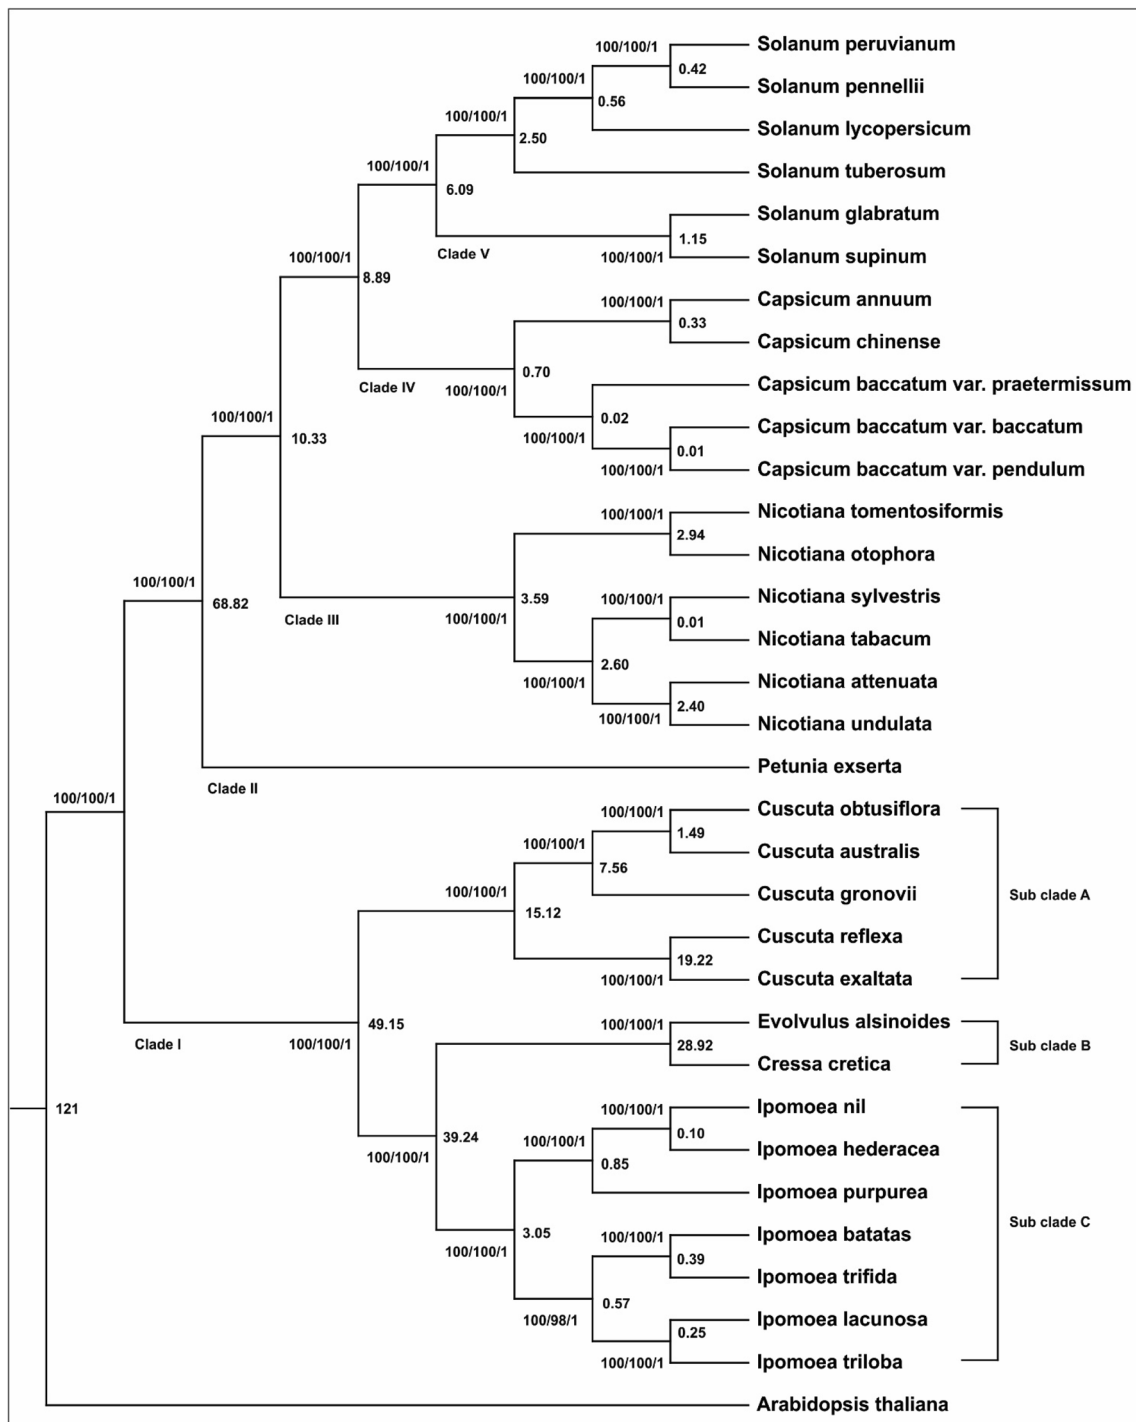 100/100/1
Solanum peruvianum
0.42
100/100/1
Solanum pennellii
0.56
100/100/1
Solanum lycopersicum
2.50
100/100/1
Solanum tuberosum
6.09
Solanum glabratum
1.15
Clade V
100/100/1
Solanum supinum
100/100/1
8.89
100/100/1
Capsicum annuum
0.33
Capsicum chinense
0.70
Clade IV
100/100/1
Capsicum baccatum var. praetermissum
0.02
100/100/1
Capsicum baccatum var. baccatum
0.01
100/100/1
Capsicum baccatum var. pendulum
100/100/1
10.33
100/100/1
Nicotiana tomentosiformis
2.94
Nicotiana otophora
3.59
Clade III
100/100/1
100/100/1
Nicotiana sylvestris
0.01
Nicotiana tabacum
2.60
100/100/1
Nicotiana attenuata
2.40
100/100/1
Nicotiana undulata
100/100/1
68.82
Petunia exserta
Clade II
100/100/1
100/100/1
Cuscuta obtusiflora
1.49
100/100/1
Cuscuta australis
7.56
100/100/1
Cuscuta gronovii
Sub clade A
15.12
Cuscuta reflexa
19.22
100/100/1
Cuscuta exaltata
Clade I
100/100/1
49.15
100/100/1
Evolvulus alsinoides
28.92
Sub clade B
Cressa cretica
121
100/100/1
Ipomoea nil
0.10
39.24
100/100/1
100/100/1
Ipomoea hederacea
0.85
Ipomoea purpurea
Sub clade C
3.05
100/100/1
100/100/1
Ipomoea batatas
0.39
Ipomoea trifida
0.57
100/98/1
Ipomoea lacunosa
0.25
100/100/1
Ipomoea triloba
Arabidopsis thaliana